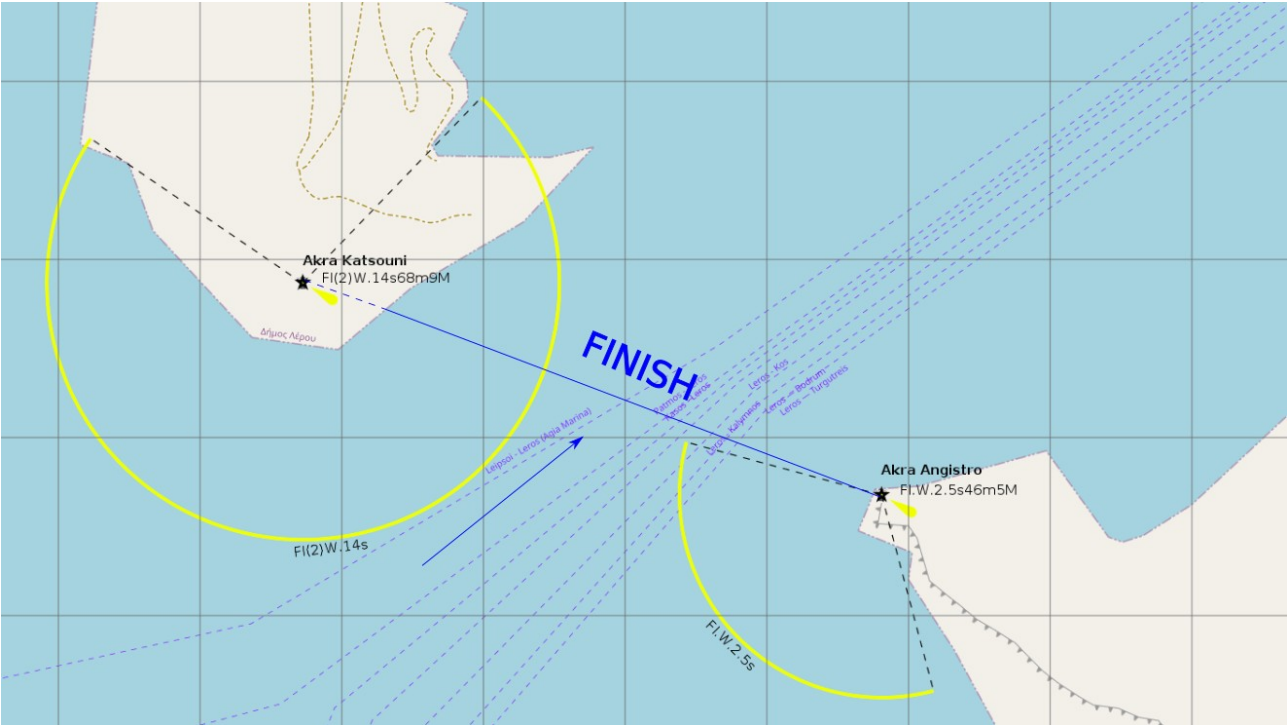 Akra Katsouni
Fl(2)W.14s68m9M
Δήμος Λέρου
FINISH
Leros - Kos
Leros — Bodrum
Leros — Turgutreis
Leros - Kalymnos
Leipsoi - Leros (Agia Marina)
Akra Angistro
Fl.W.2.5s46m5M
Fl(2)W.14s
Fl.W.2.5s